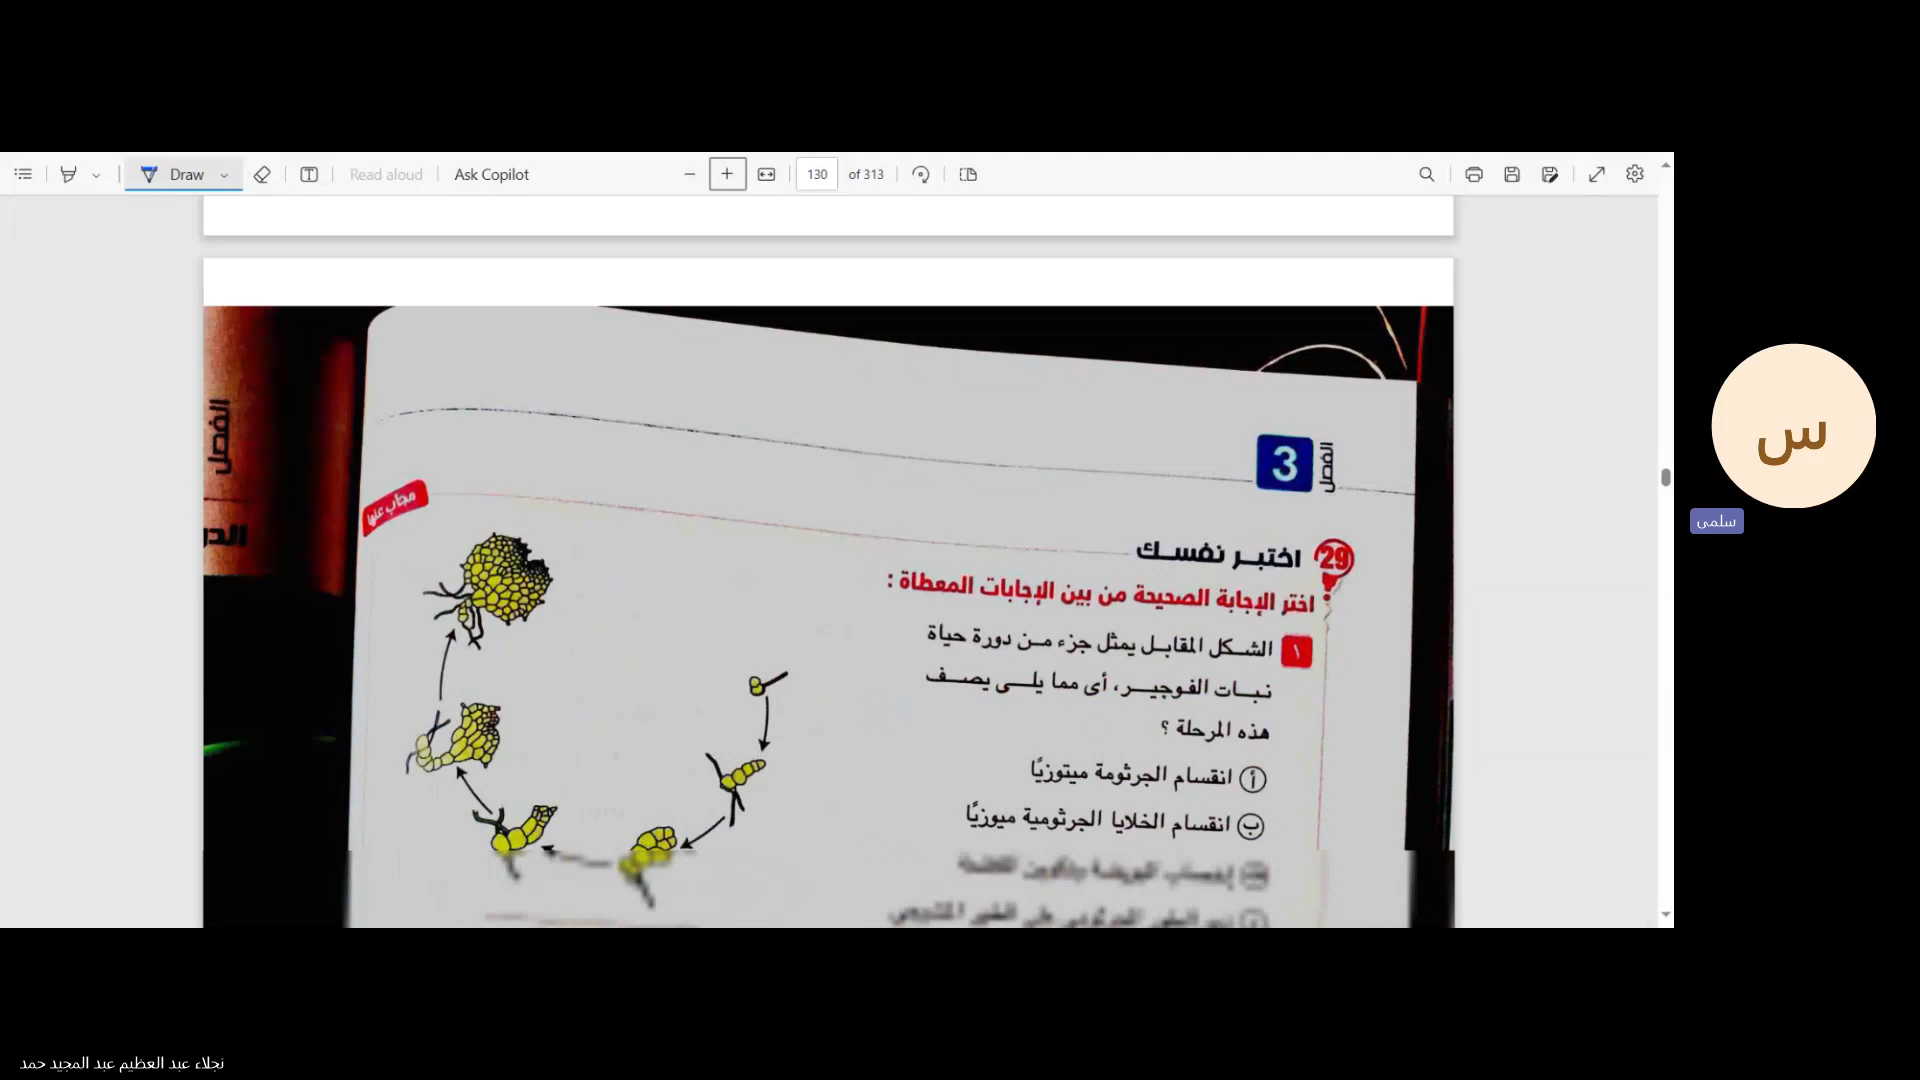 Draw
Read aloud
Ask Copilot
130 of 313
الفصل
3
الفصل
مجاب عنها
29 اختبر نفسك
اختر الإجابة الصحيحة من بين الإجابات المعطاة :
١ الشكل المقابل يمثل جزء من دورة حياة
نبات الفوجير، أى مما يلى يصف
هذه المرحلة ؟
أ انقسام الجرثومة ميتوزيًا
ب انقسام الخلايا الجرثومية ميوزيًا
س
سلمى
نجلاء عبد العظيم عبد المجيد حمد